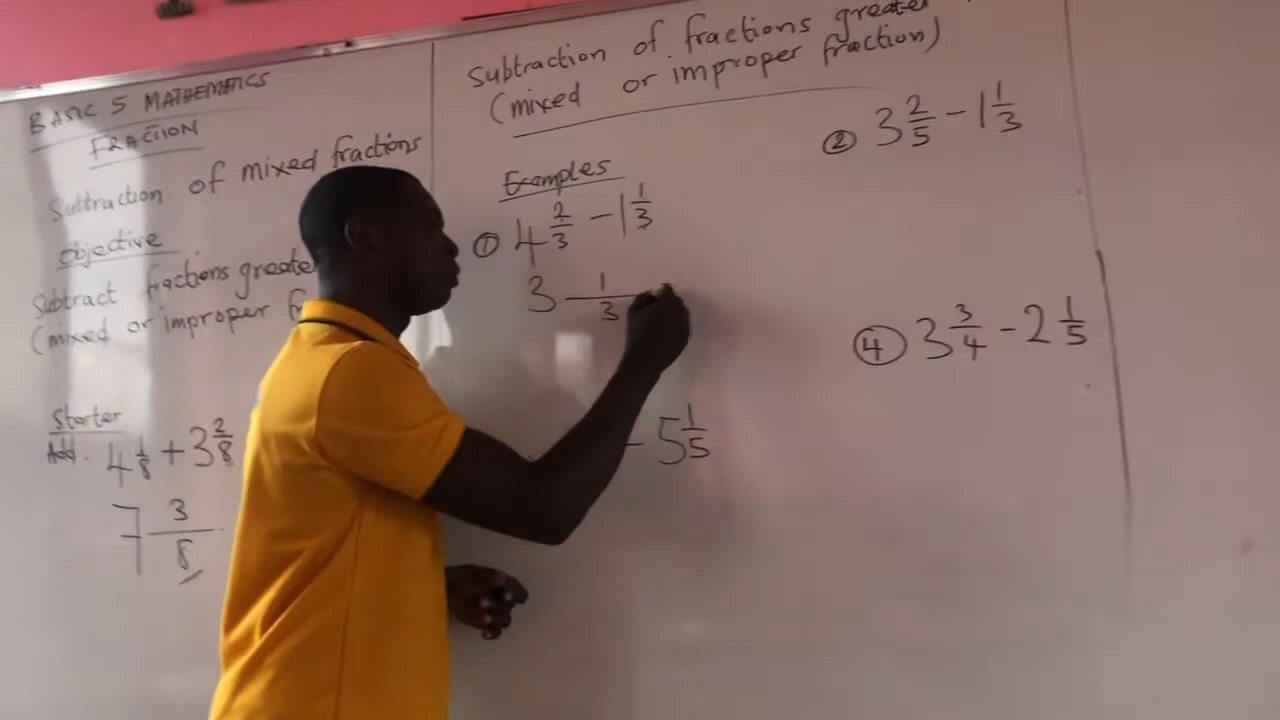 BASIC 5 MATHEMATICS
FRACTION
Subtraction of mixed fractions
Objective
Subtract fractions greater
(mixed or improper
Starter
Add. 4 1/8 + 3 2/8
7 3/8
Subtraction of fractions greater
(mixed or improper fraction)
Examples
① 4 2/3 - 1 1/3
3 1/3
- 5 1/5
② 3 2/5 - 1 1/3
④ 3 3/4 - 2 1/5